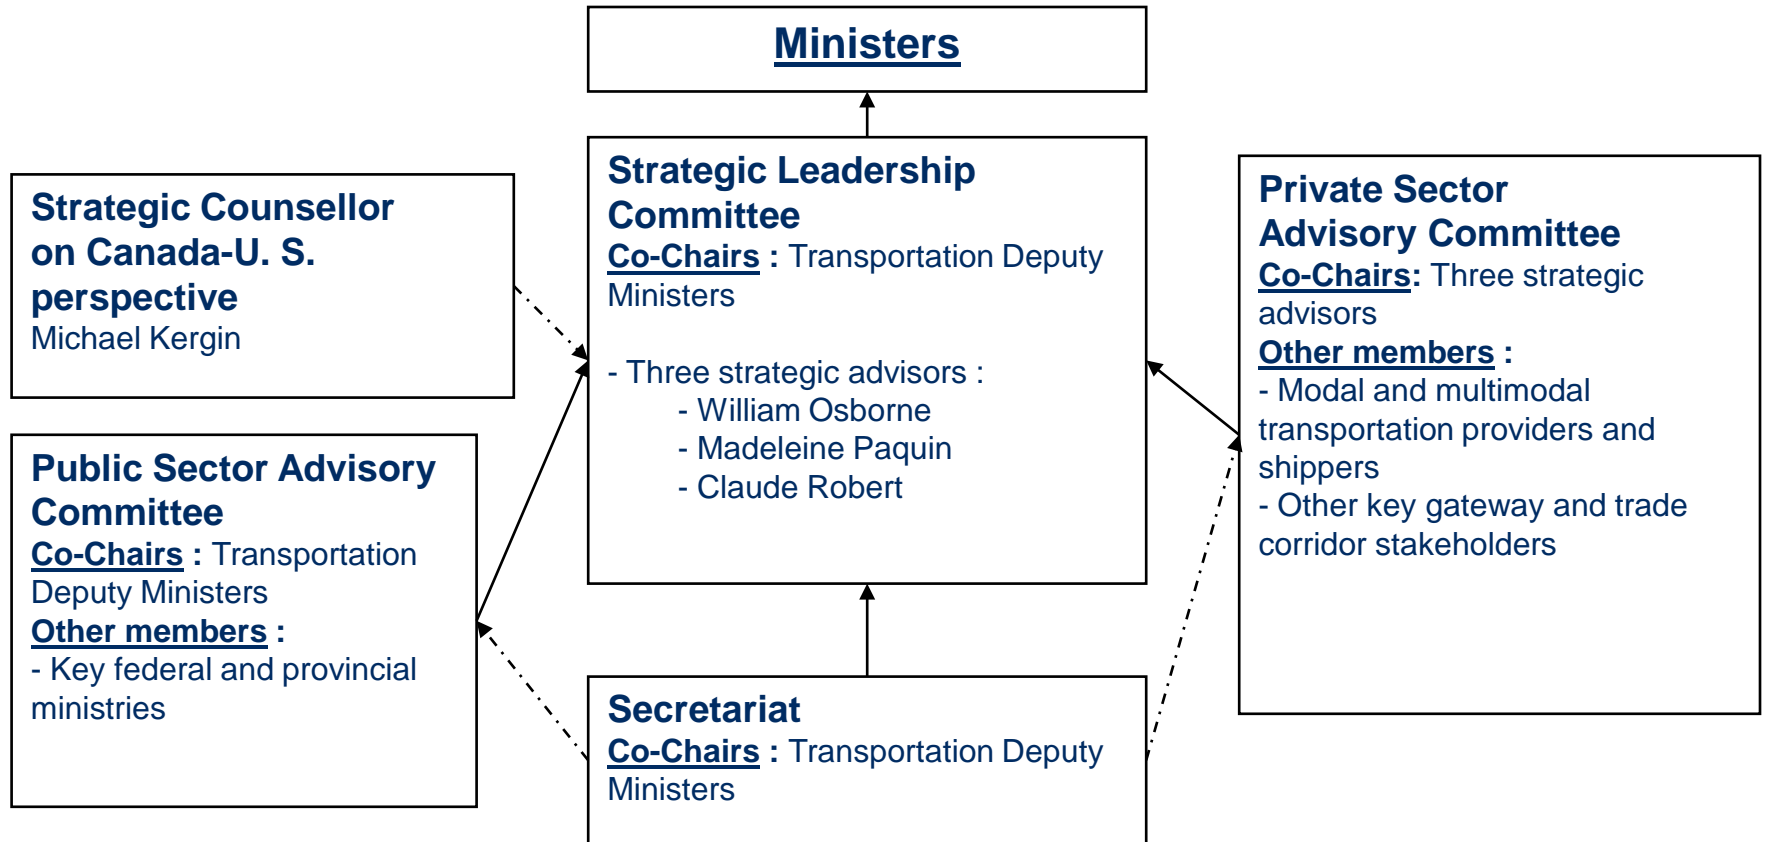 Ministers
Strategic Counsellor
on Canada-U. S.
perspective
Michael Kergin
Strategic Leadership
Committee
Co-Chairs : Transportation Deputy
Ministers
- Three strategic advisors :
- William Osborne
- Madeleine Paquin
- Claude Robert
Private Sector
Advisory Committee
Co-Chairs: Three strategic
advisors
Other members :
- Modal and multimodal
transportation providers and
shippers
- Other key gateway and trade
corridor stakeholders
Public Sector Advisory
Committee
Co-Chairs : Transportation
Deputy Ministers
Other members :
- Key federal and provincial
ministries
Secretariat
Co-Chairs : Transportation Deputy
Ministers